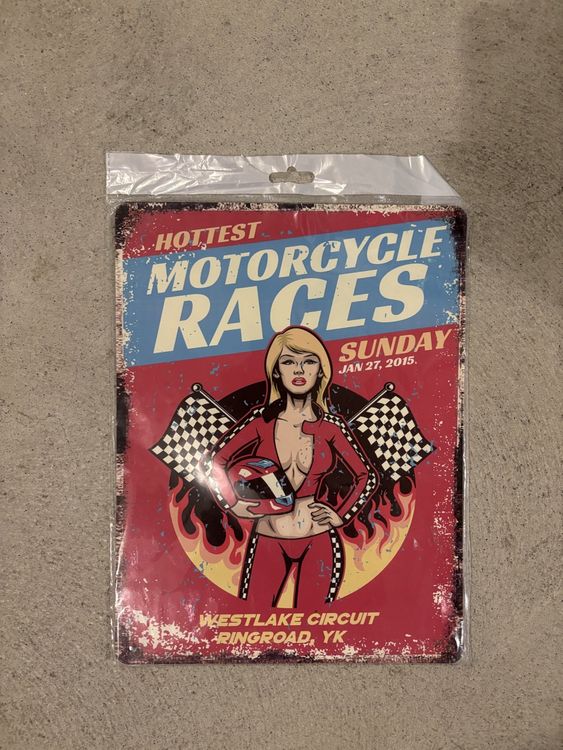 HOTTEST
MOTORCYCLE
RACES
SUNDAY
JAN 27, 2015.
WESTLAKE CIRCUIT
RINGROAD, YK